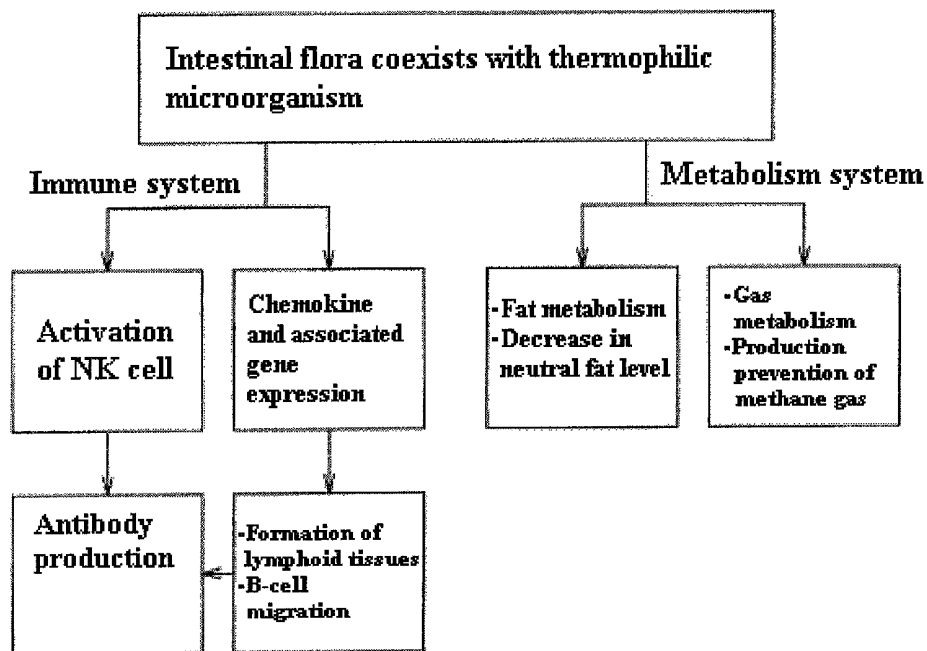 Intestinal flora coexists with thermophilic
microorganism
Immune system
Metabolism system
Activation
of NK cell
Chemokine
and associated
gene
expression
-Fat metabolism
-Decrease in
neutral fat level
-Gas
metabolism
-Production
prevention of
methane gas
Antibody
production
-Formation of
lymphoid tissues
-B-cell
migration